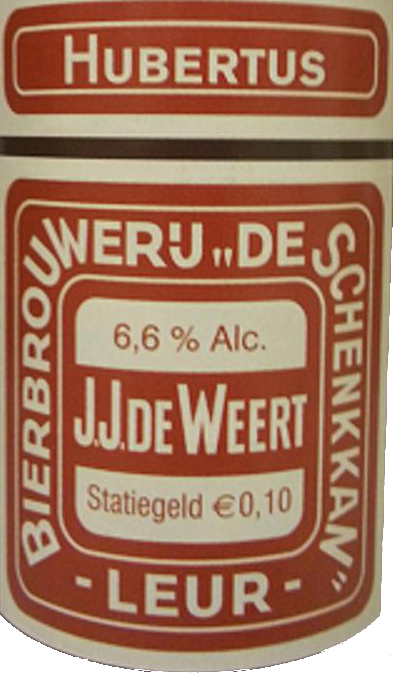 HUBERTUS
BIERBROUWERIJ „DE SCHENKKAN”
6,6 % Alc.
J.J. DE WEERT
Statiegeld €0,10
- LEUR -